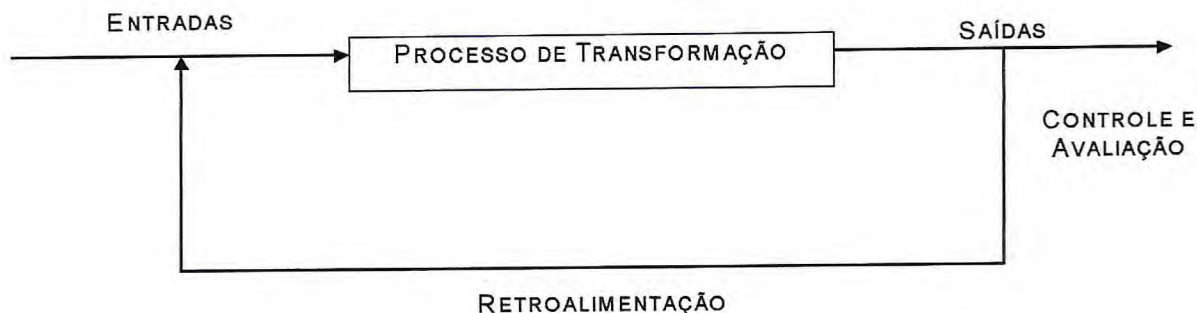 ENTRADAS
PROCESSO DE TRANSFORMAÇÃO
SAÍDAS
CONTROLE E
AVALIAÇÃO
RETROALIMENTAÇÃO